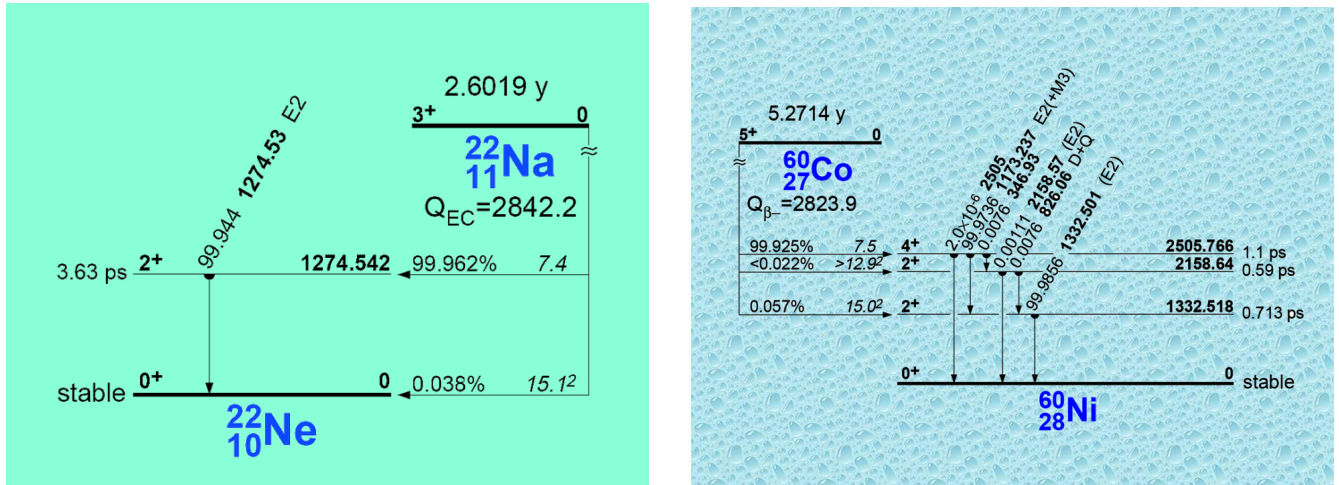 99.944 1274.53 E2
2.6019 y
3+ 0
22 11 Na
Q EC =2842.2
3.63 ps 2+ 1274.542 99.962% 7.4
stable 0+ 0 0.038% 15.1²
22 10 Ne
5.2714 y
5+ 0
60 27 Co
Qβ− =2823.9
2.0×10⁻⁶ 2505
99.9736 1173.237 E2(+M3)
0.0076 346.93
0.00111 2158.57 (E2)
0.0076 826.06 D+Q
99.9856 1332.501 (E2)
99.925% 7.5 4+ 2505.766 1.1 ps
<0.022% >12.9² 2+ 2158.64 0.59 ps
0.057% 15.0² 2+ 1332.518 0.713 ps
0+ 0 stable
60 28 Ni